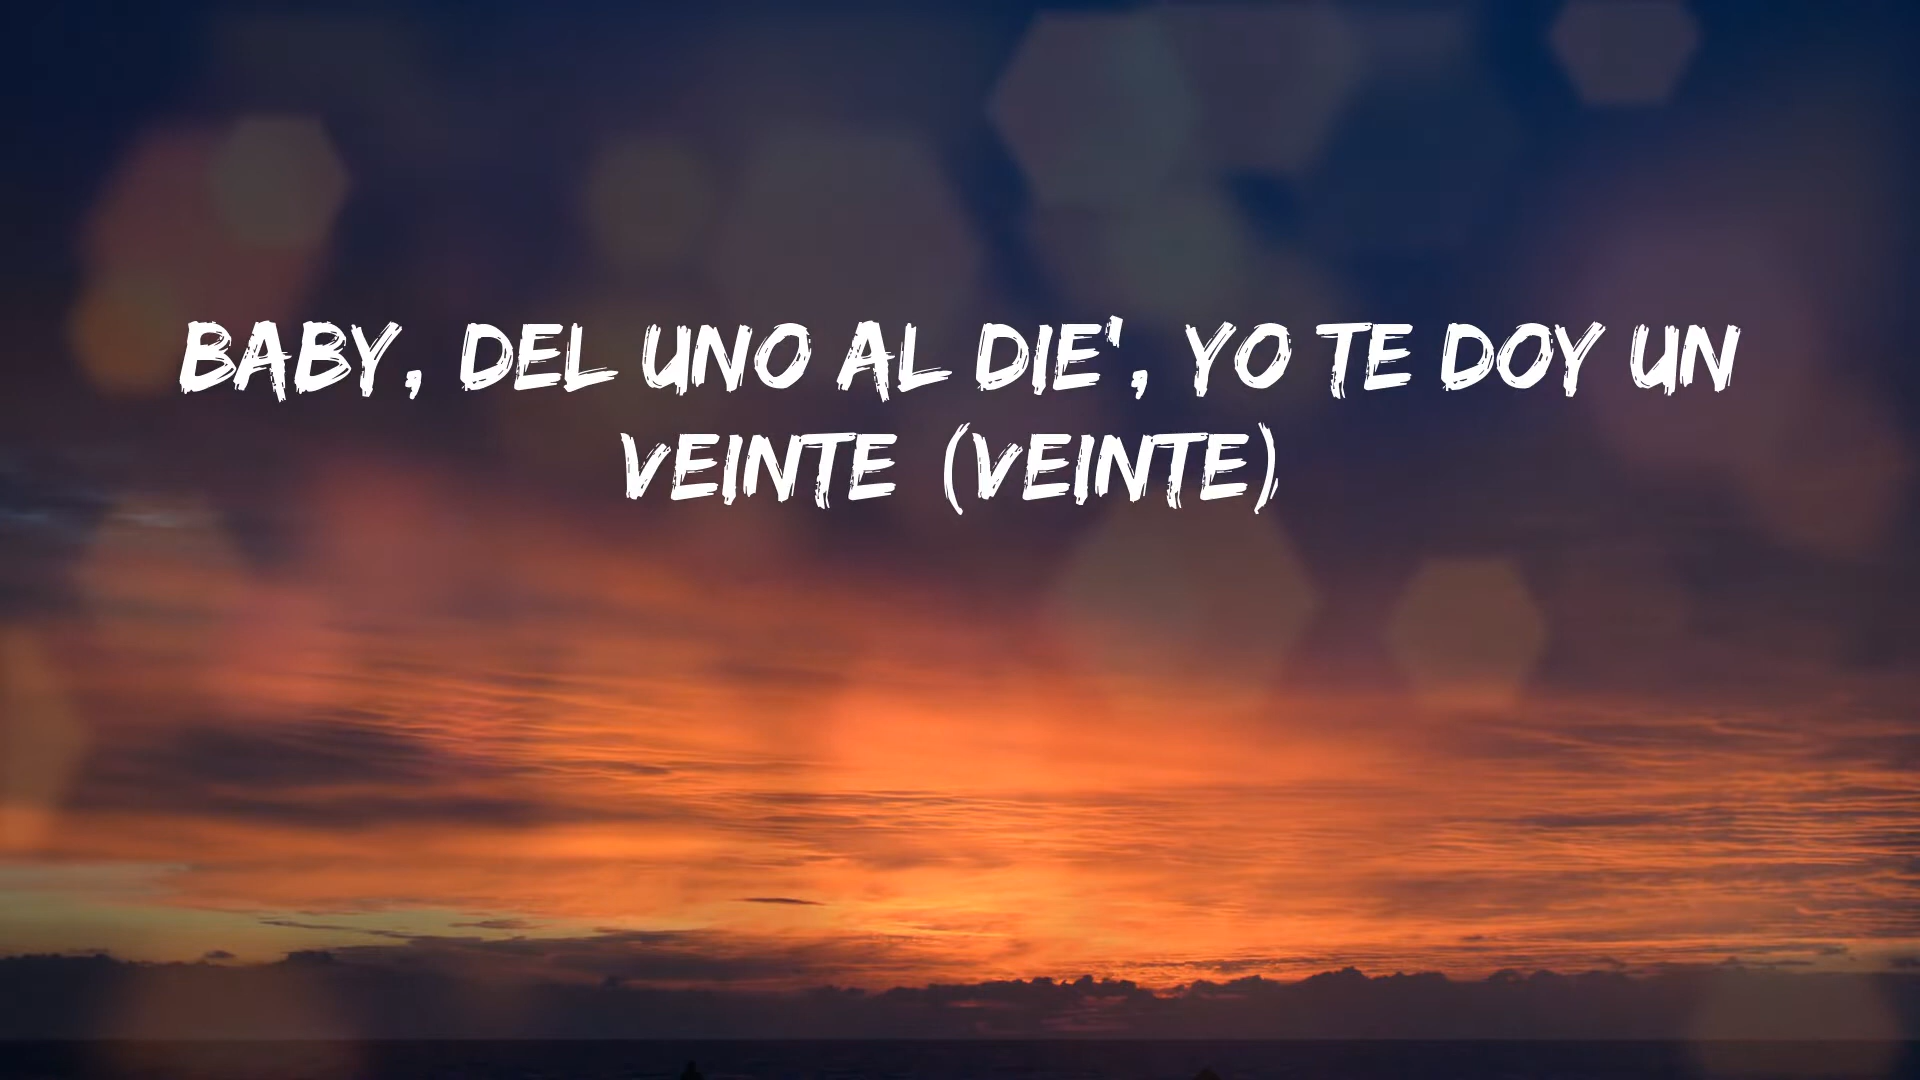 BABY, DEL UNO AL DIE', YO TE DOY UN
VEINTE (VEINTE)